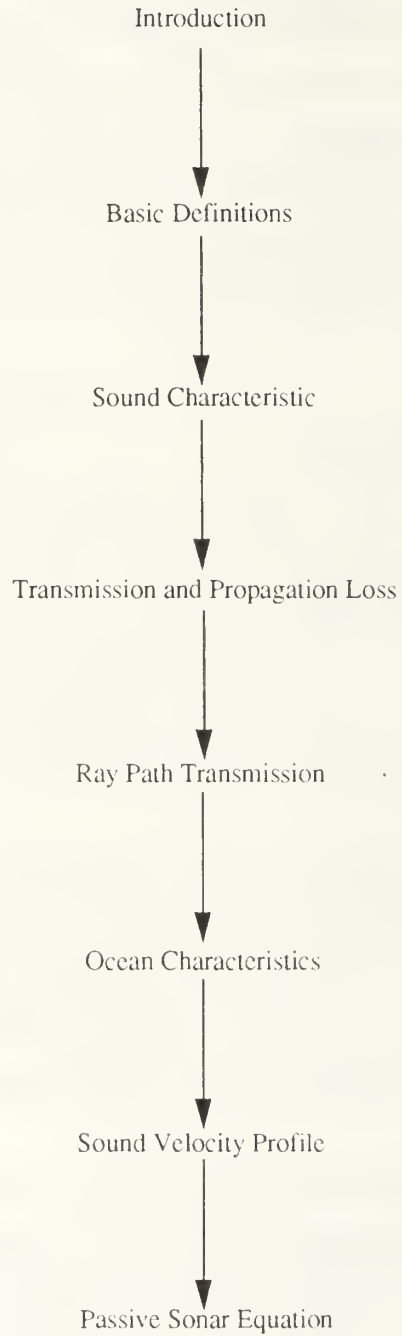 Introduction
Basic Definitions
Sound Characteristic
Transmission and Propagation Loss
Ray Path Transmission
Ocean Characteristics
Sound Velocity Profile
Passive Sonar Equation